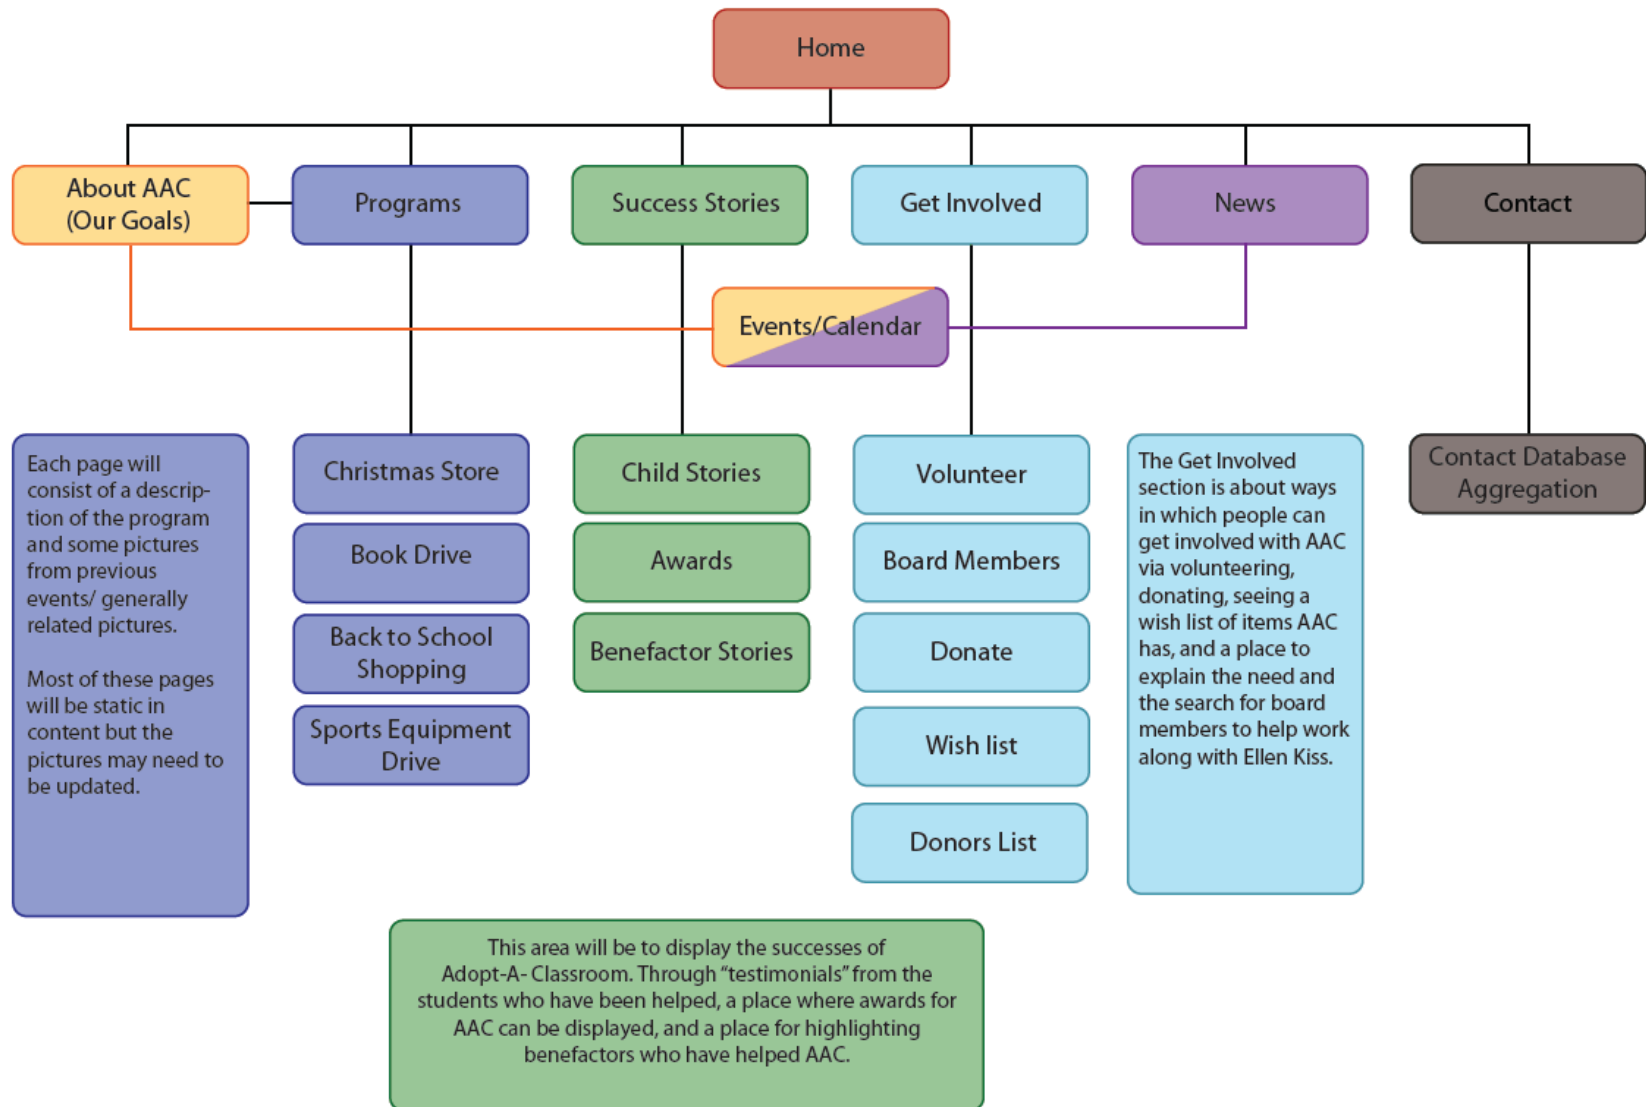 Home
About AAC
(Our Goals)
Programs
Success Stories
Get Involved
News
Contact
Events/Calendar
Each page will
consist of a descrip-
tion of the program
and some pictures
from previous
events/ generally
related pictures.
Most of these pages
will be static in
content but the
pictures may need to
be updated.
Christmas Store
Book Drive
Back to School
Shopping
Sports Equipment
Drive
Child Stories
Awards
Benefactor Stories
Volunteer
Board Members
Donate
Wish list
Donors List
The Get Involved
section is about ways
in which people can
get involved with AAC
via volunteering,
donating, seeing a
wish list of items AAC
has, and a place to
explain the need and
the search for board
members to help work
along with Ellen Kiss.
Contact Database
Aggregation
This area will be to display the successes of
Adopt-A- Classroom. Through “testimonials” from the
students who have been helped, a place where awards for
AAC can be displayed, and a place for highlighting
benefactors who have helped AAC.